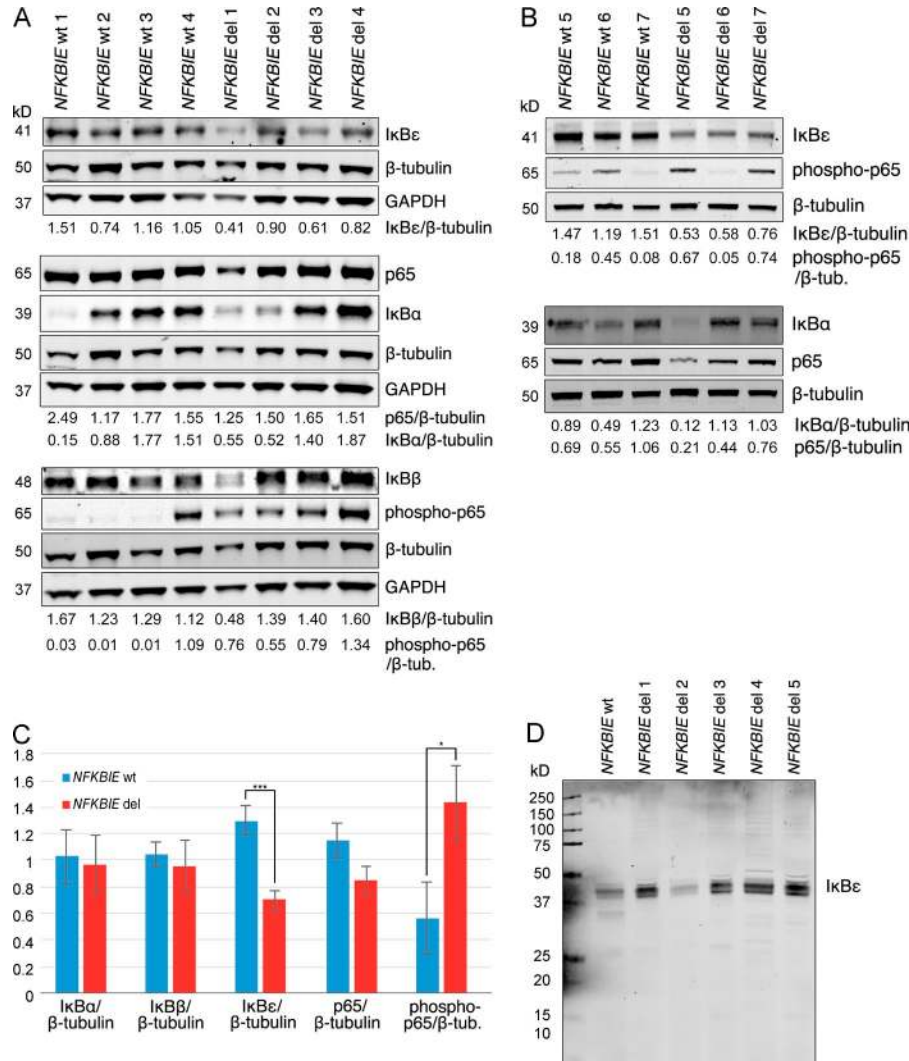 A
NFKBIE wt 1
NFKBIE wt 2
NFKBIE wt 3
NFKBIE wt 4
NFKBIE del 1
NFKBIE del 2
NFKBIE del 3
NFKBIE del 4
kD
41 IκBε
50 β-tubulin
37 GAPDH
1.51 0.74 1.16 1.05 0.41 0.90 0.61 0.82 IκBε/β-tubulin
65 p65
39 IκBα
50 β-tubulin
37 GAPDH
2.49 1.17 1.77 1.55 1.25 1.50 1.65 1.51 p65/β-tubulin
0.15 0.88 1.77 1.51 0.55 0.52 1.40 1.87 IκBα/β-tubulin
48 IκBβ
65 phospho-p65
50 β-tubulin
37 GAPDH
1.67 1.23 1.29 1.12 0.48 1.39 1.40 1.60 IκBβ/β-tubulin
0.03 0.01 0.01 1.09 0.76 0.55 0.79 1.34 phospho-p65
/β-tub.
B
NFKBIE wt 5
NFKBIE wt 6
NFKBIE wt 7
NFKBIE del 5
NFKBIE del 6
NFKBIE del 7
kD
41 IκBε
65 phospho-p65
50 β-tubulin
1.47 1.19 1.51 0.53 0.58 0.76 IκBε/β-tubulin
0.18 0.45 0.08 0.67 0.05 0.74 phospho-p65
/β-tub.
39 IκBα
65 p65
50 β-tubulin
0.89 0.49 1.23 0.12 1.13 1.03 IκBα/β-tubulin
0.69 0.55 1.06 0.21 0.44 0.76 p65/β-tubulin
C
1.8
1.6
1.4
1.2
1
0.8
0.6
0.4
0.2
0
NFKBIE wt
NFKBIE del
***
*
IκBα/
β-tubulin
IκBβ/
β-tubulin
IκBε/
β-tubulin
p65/
β-tubulin
phospho-
p65/β-tub.
D
NFKBIE wt
NFKBIE del 1
NFKBIE del 2
NFKBIE del 3
NFKBIE del 4
NFKBIE del 5
kD
250
150
100
75
50
37
25
20
15
10
IκBε